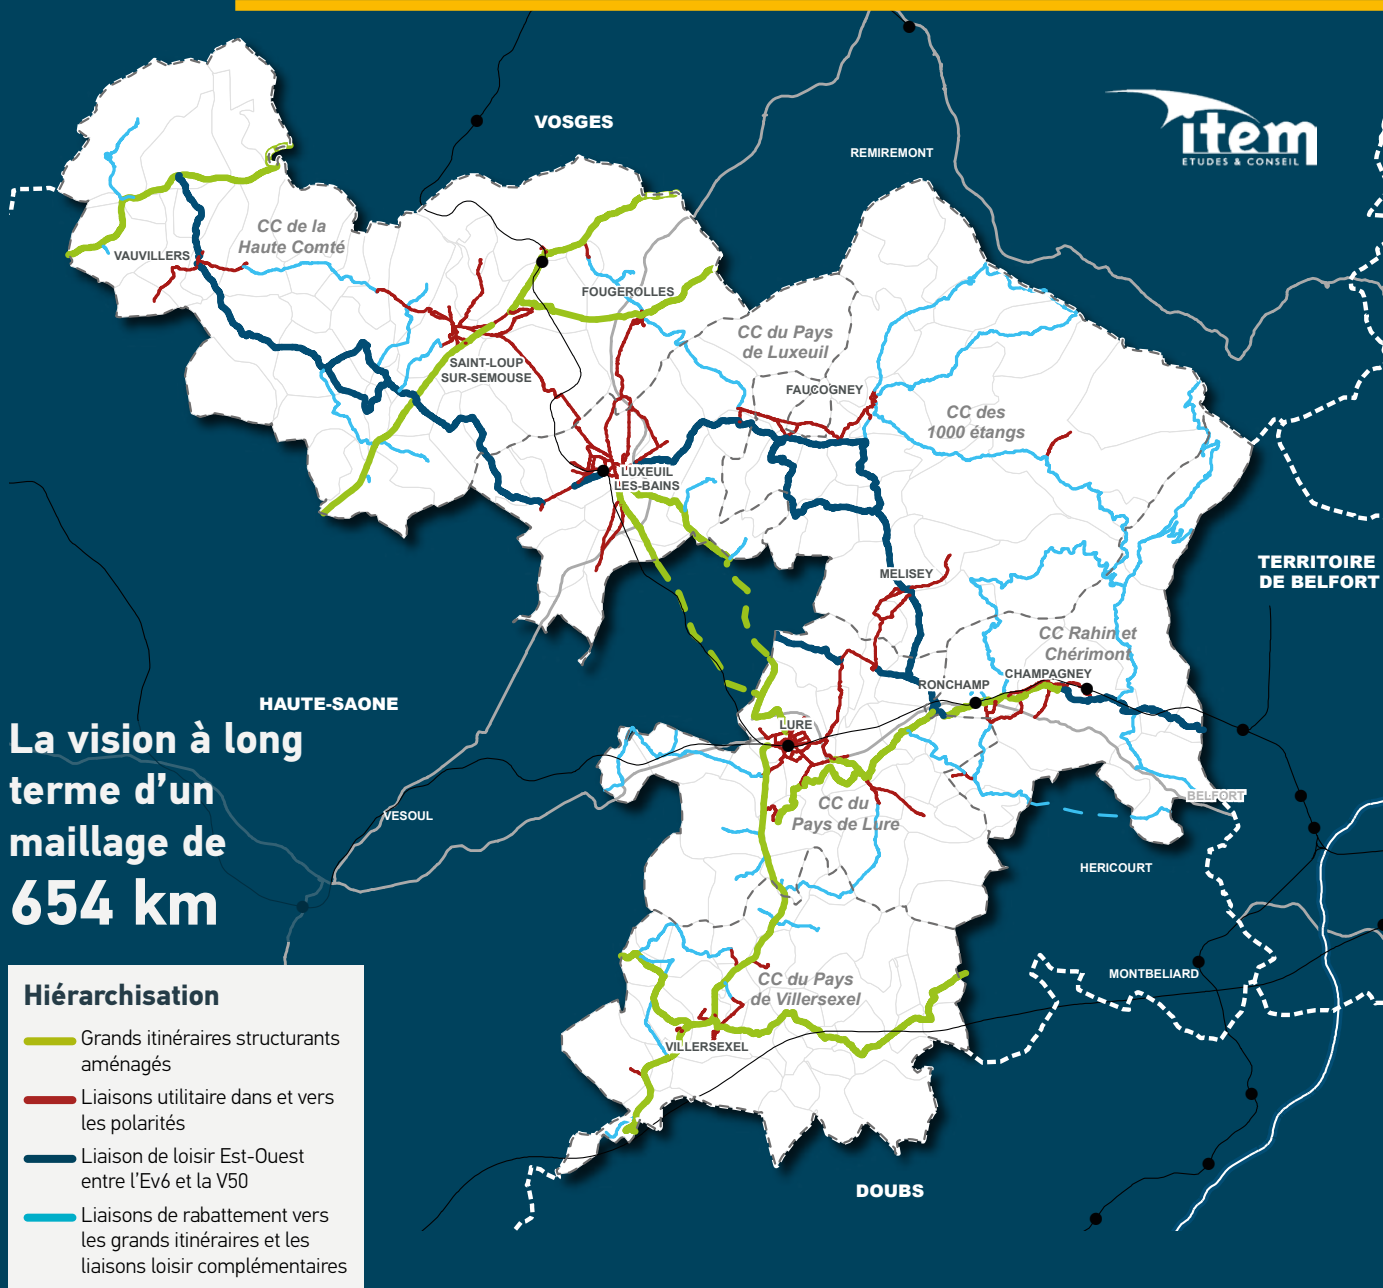 VOSGES
REMIREMONT
item
ETUDES & CONSEIL
CC de la
Haute Comté
VAUVILLERS
FOUGEROLLES
CC du Pays
de Luxeuil
SAINT-LOUP
SUR-SEMOUSE
FAUCOGNEY
CC des
1000 étangs
LUXEUIL
LES-BAINS
TERRITOIRE
DE BELFORT
MELISEY
CC Rahin et
Chérimont
CHAMPAGNEY
RONCHAMP
HAUTE-SAONE
LURE
La vision à long
terme d'un
maillage de
654 km
BELFORT
CC du
Pays de Lure
VESOUL
HERICOURT
MONTBELIARD
CC du Pays
de Villersexel
VILLERSEXEL
DOUBS
Hiérarchisation
Grands itinéraires structurants
aménagés
Liaisons utilitaire dans et vers
les polarités
Liaison de loisir Est-Ouest
entre l'Ev6 et la V50
Liaisons de rabattement vers
les grands itinéraires et les
liaisons loisir complémentaires